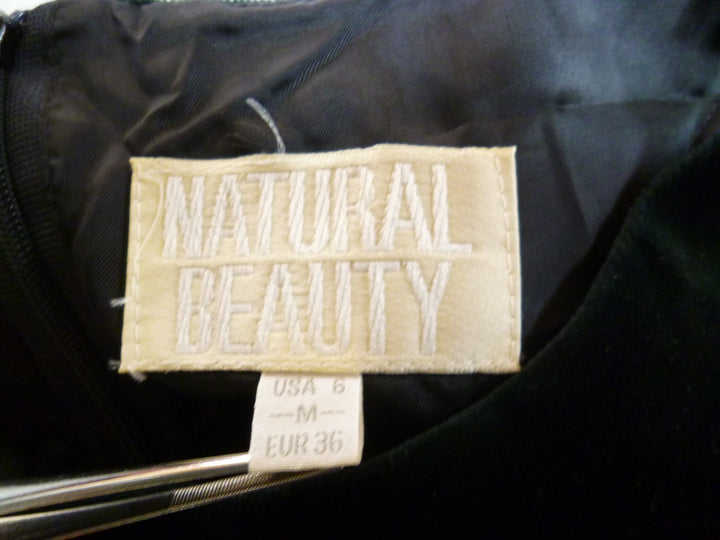 NATURAL
BEAUTY
USA 6
--M--
EUR 36